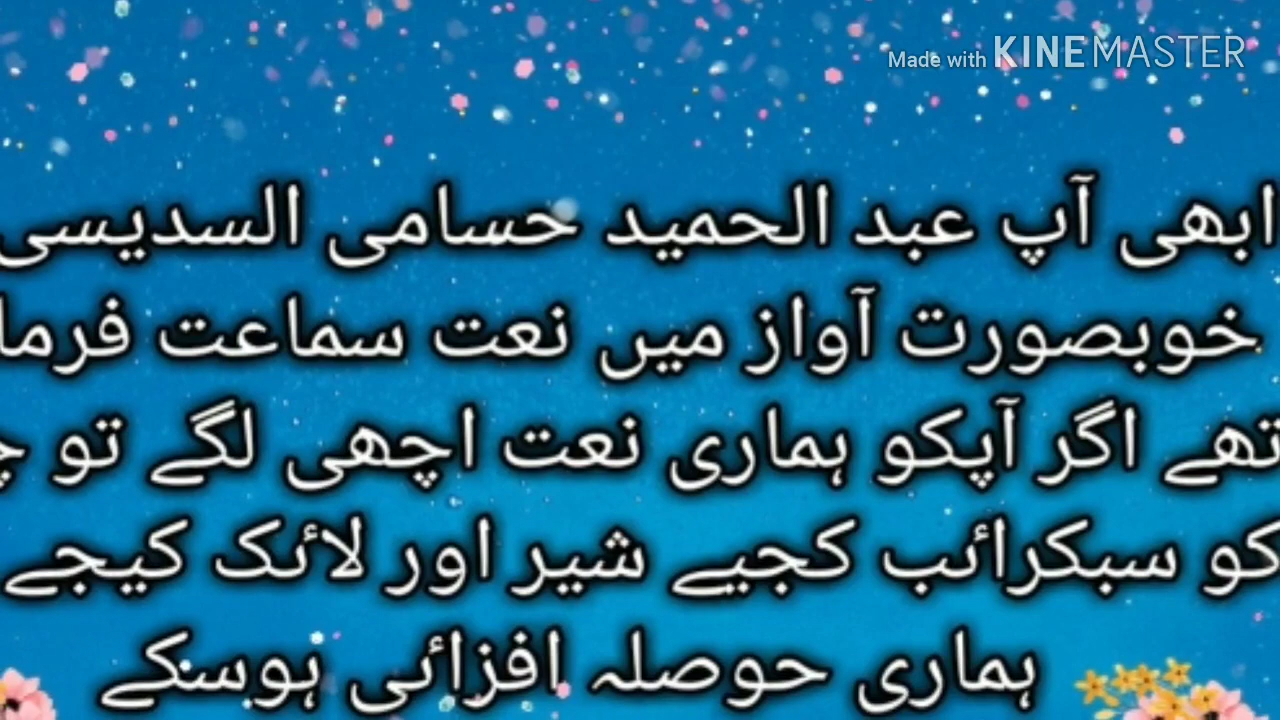 Made with KINEMASTER
ابھی آپ عبد الحمید حسامی السدیسی
خوبصورت آواز میں نعت سماعت فرما
تھے اگر آپکو ہماری نعت اچھی لگے تو
کو سبکرائب کجیے شیر اور لائک کیجے
ہماری حوصلہ افزائی ہوسکے